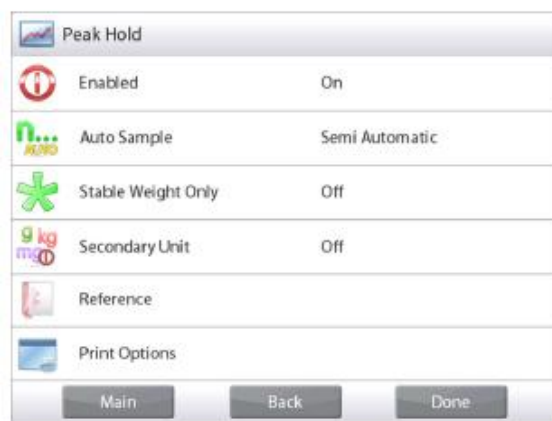 Peak Hold
Enabled On
n... Auto Sample Semi Automatic
AUTO
Stable Weight Only Off
g kg Secondary Unit Off
mg
Reference
Print Options
Main Back Done